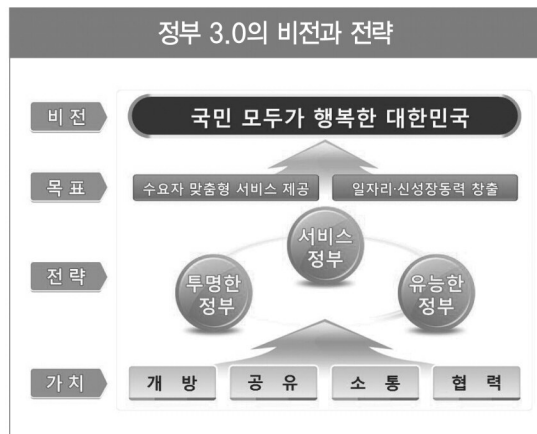 정부 3.0의 비전과 전략
비 전
국민 모두가 행복한 대한민국
목 표
수요자 맞춤형 서비스 제공
일자리·신성장동력 창출
전 략
서비스
정부
투명한
정부
유능한
정부
가 치
개 방
공 유
소 통
협 력